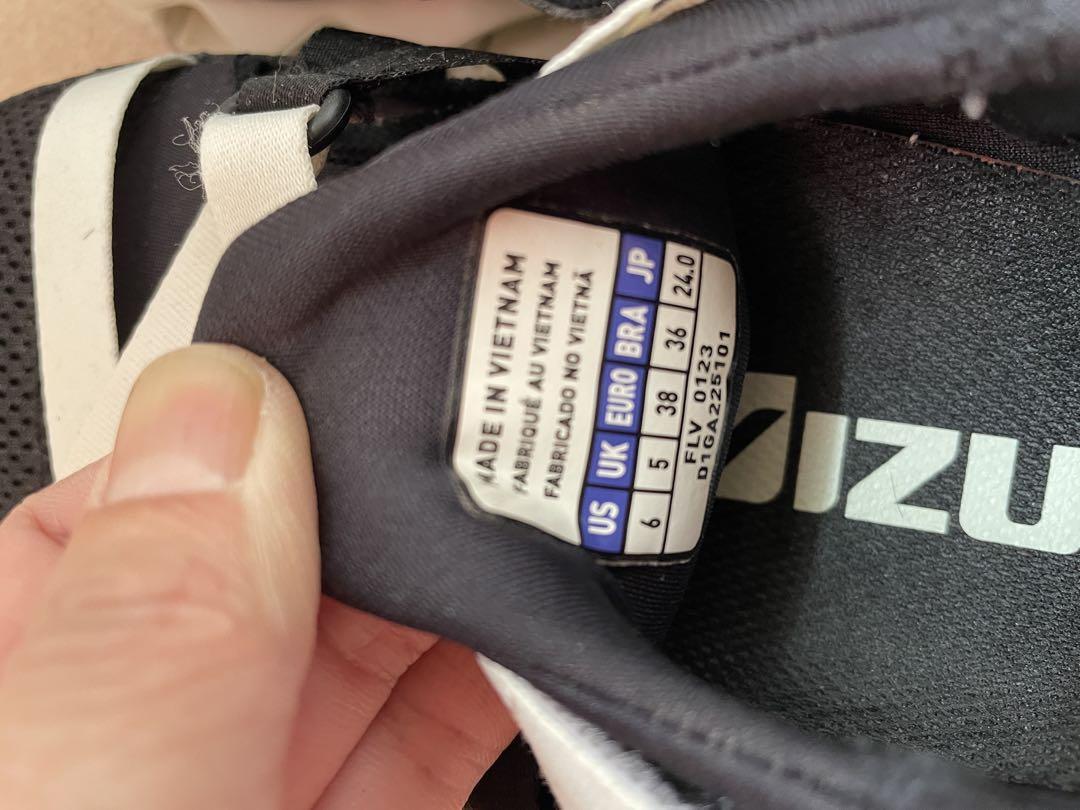 MADE IN VIETNAM
FABRIQUÉ AU VIETNAM
FABRICADO NO VIETNÃ
US UK EURO BRA JP
6 5 38 36 24.0
FLV 0123
D1GA225101
IZU